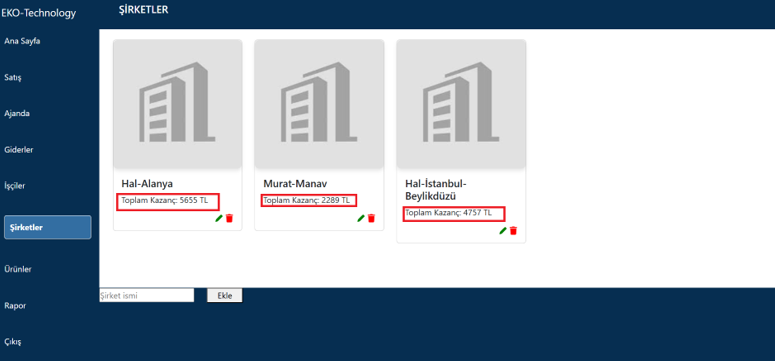 EKO-Technology
ŞİRKETLER
Ana Sayfa
Satış
Ajanda
Giderler
İşçiler
Şirketler
Ürünler
Rapor
Çıkış
Hal-Alanya
Toplam Kazanç: 5655 TL
Murat-Manav
Toplam Kazanç: 2289 TL
Hal-İstanbul-
Beylikdüzü
Toplam Kazanç: 4757 TL
Şirket ismi
Ekle